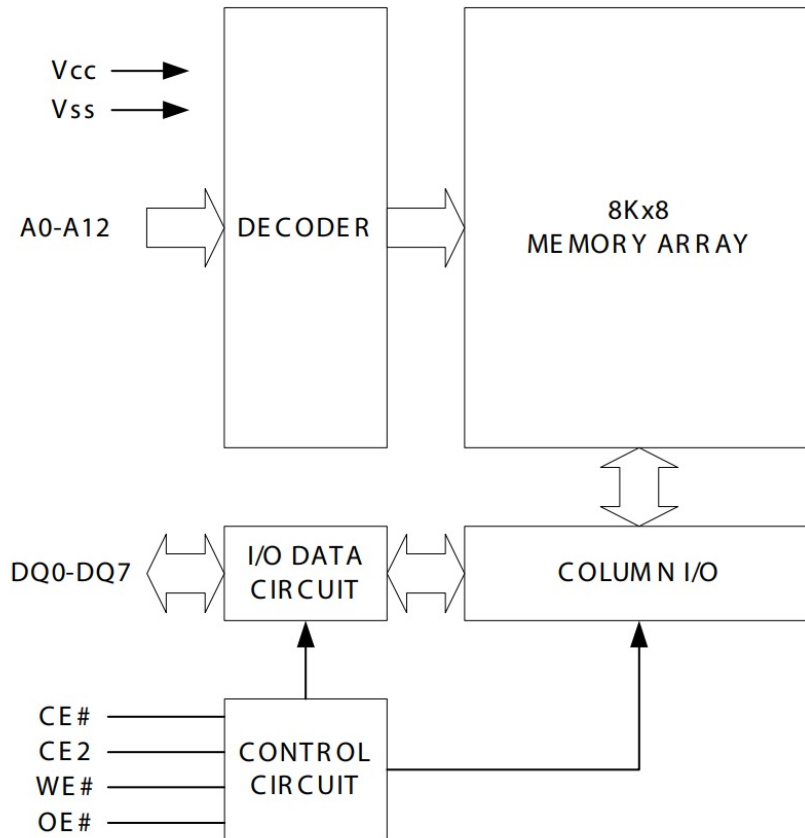 Vcc
Vss
A0-A12
DECODER
8Kx8
MEMORY ARRAY
DQ0-DQ7
I/O DATA
CIRCUIT
COLUMN I/O
CE#
CE2
WE#
OE#
CONTROL
CIRCUIT